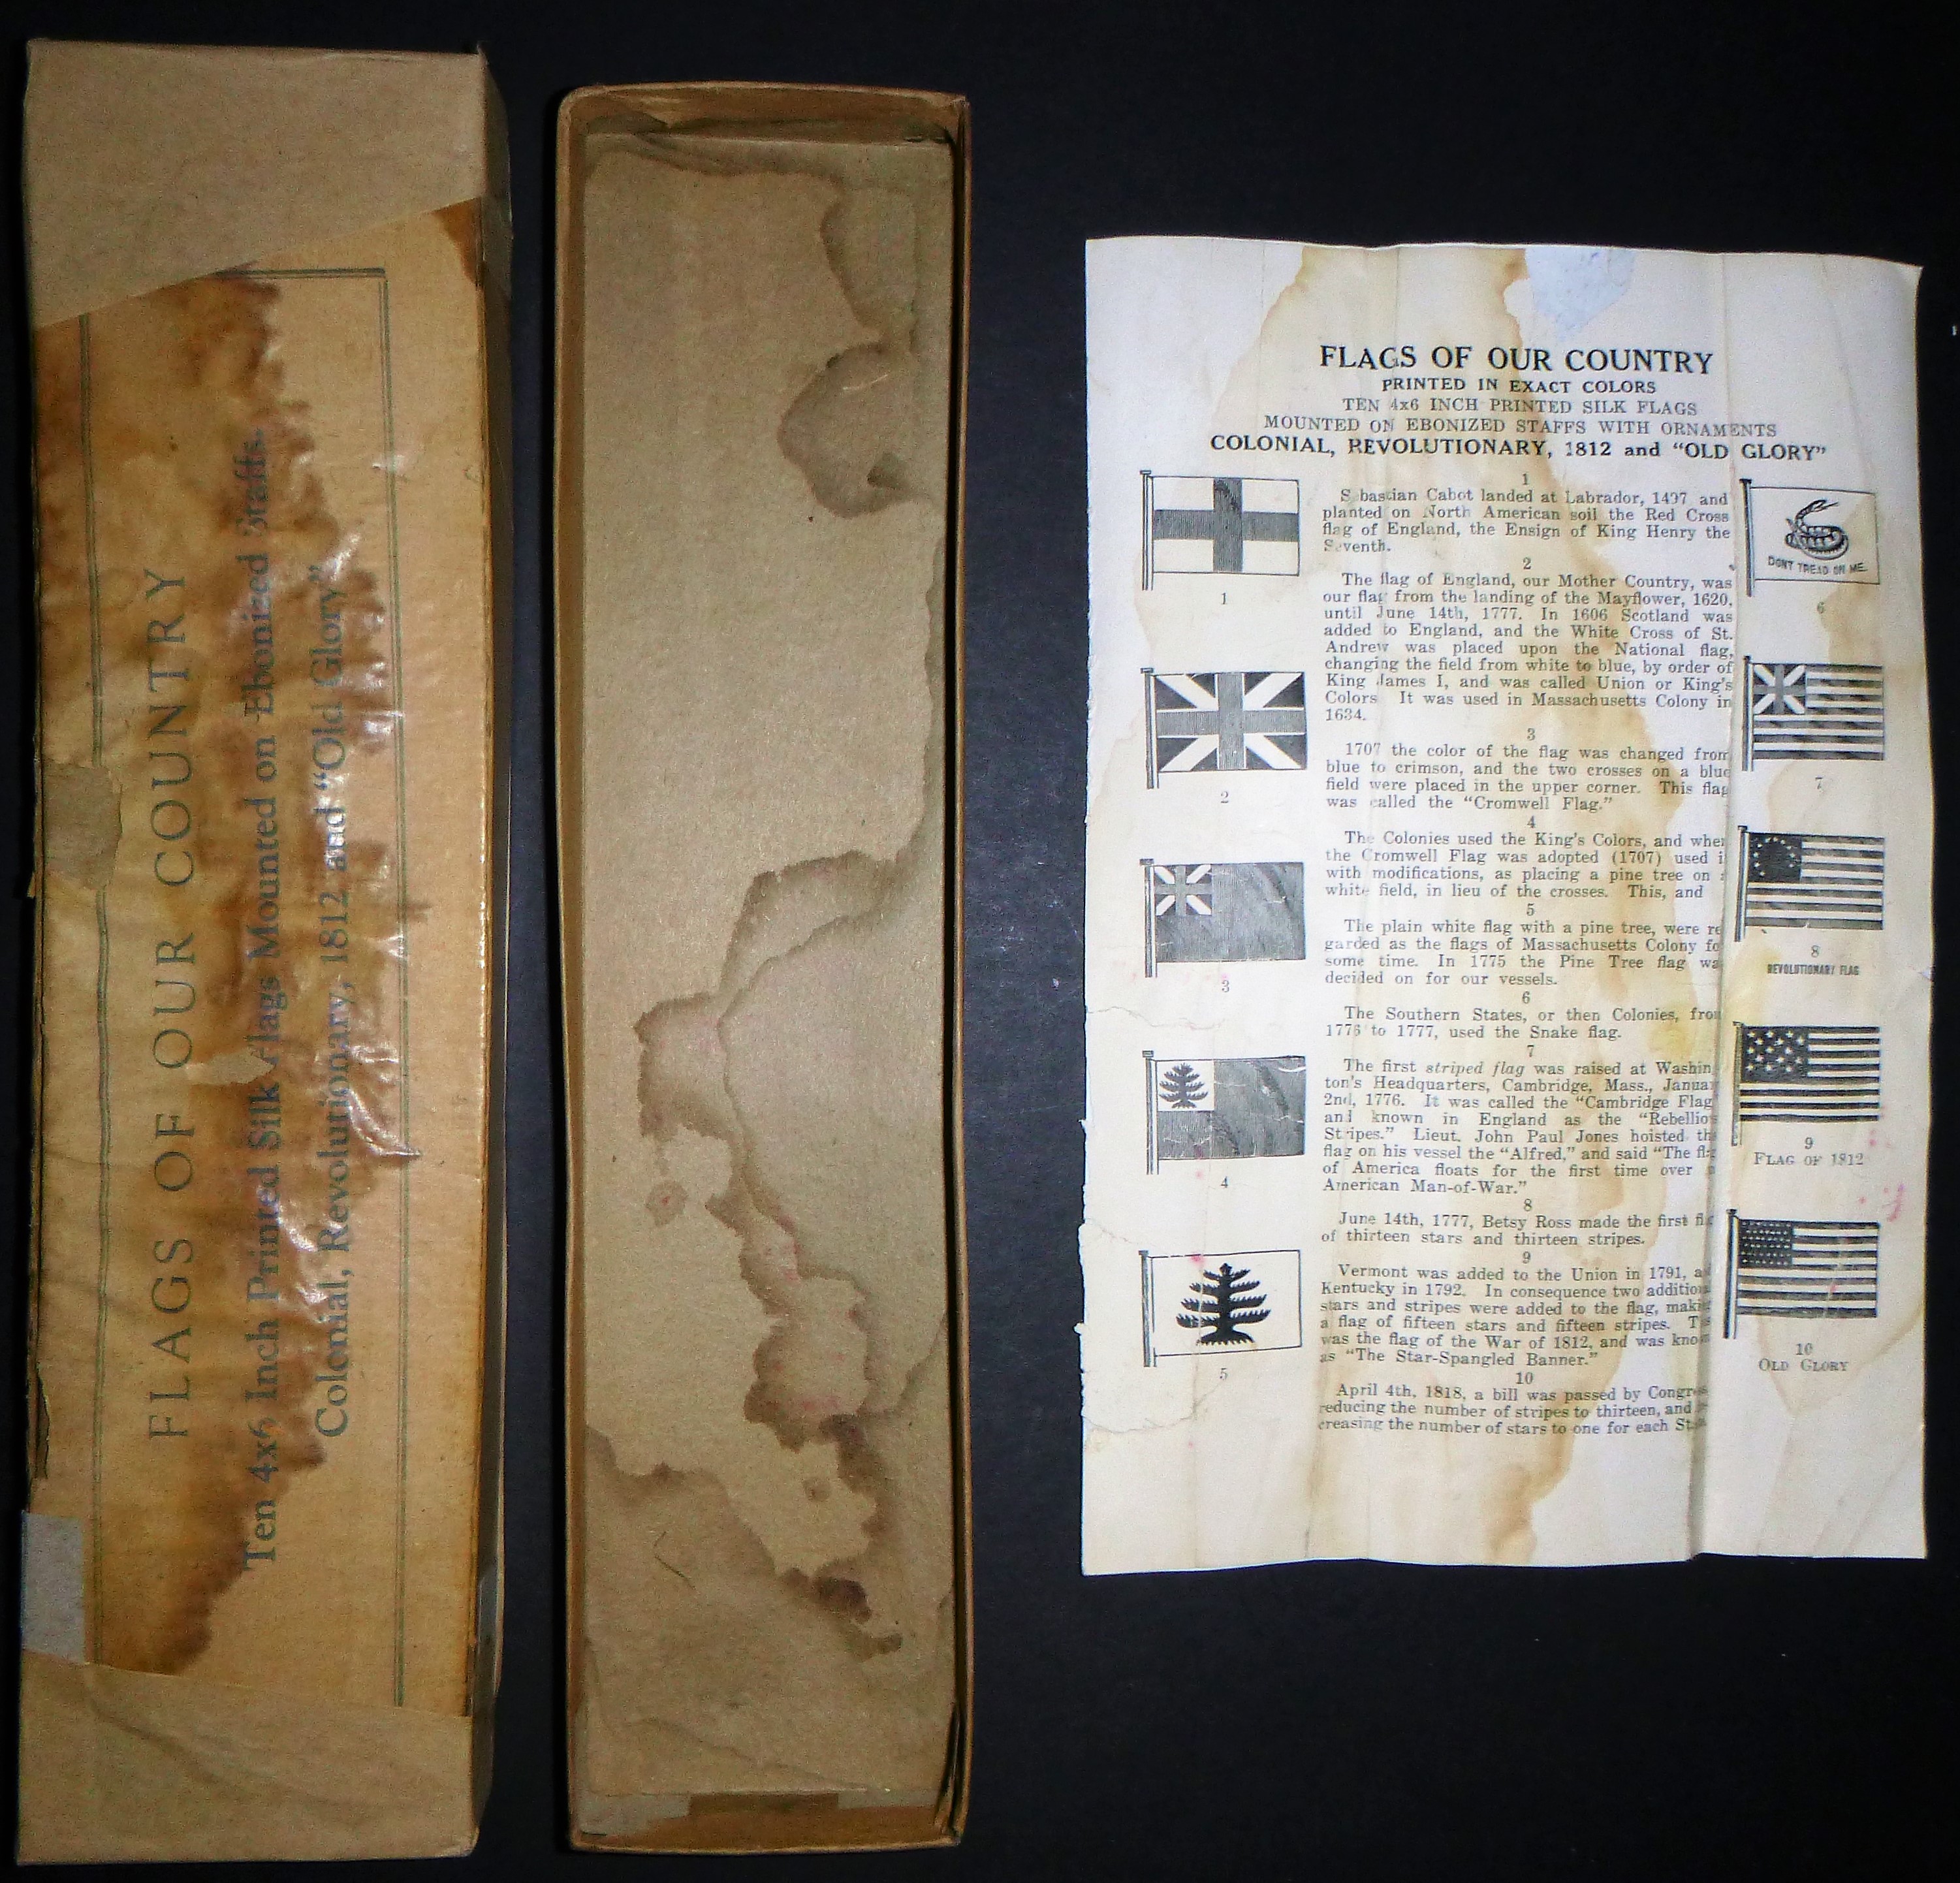 FLAGS OF OUR COUNTRY
Ten 4x6 Inch Printed Silk Flags Mounted on Ebonized Staffs.
Colonial, Revolutionary, 1812 and "Old Glory"
FLAGS OF OUR COUNTRY
PRINTED IN EXACT COLORS
TEN 4x6 INCH PRINTED SILK FLAGS
MOUNTED ON EBONIZED STAFFS WITH ORNAMENTS
COLONIAL, REVOLUTIONARY, 1812 and "OLD GLORY"
1
2
3
4
5
1
S bastian Cabot landed at Labrador, 1497 and
planted on North American soil the Red Cross
flag of England, the Ensign of King Henry the
Seventh.
2
The flag of England, our Mother Country, was
our flag from the landing of the Mayflower, 1620,
until June 14th, 1777. In 1606 Scotland was
added to England, and the White Cross of St.
Andrew was placed upon the National flag,
changing the field from white to blue, by order of
King James I, and was called Union or King's
Colors It was used in Massachusetts Colony in
1634.
3
1707 the color of the flag was changed from
blue to crimson, and the two crosses on a blue
field were placed in the upper corner. This flag
was called the "Cromwell Flag."
4
The Colonies used the King's Colors, and when
the Cromwell Flag was adopted (1707) used i
with modifications, as placing a pine tree on
white field, in lieu of the crosses. This, and
5
The plain white flag with a pine tree, were re
garded as the flags of Massachusetts Colony fo
some time. In 1775 the Pine Tree flag wa
decided on for our vessels.
6
The Southern States, or then Colonies, from
1776 to 1777, used the Snake flag.
7
The first striped flag was raised at Washin
ton's Headquarters, Cambridge, Mass., Januar
2nd, 1776. It was called the "Cambridge Flag
and known in England as the "Rebellio
Stripes." Lieut. John Paul Jones hoisted th
flag on his vessel the "Alfred," and said "The fla
of America floats for the first time over
American Man-of-War."
8
June 14th, 1777, Betsy Ross made the first fla
of thirteen stars and thirteen stripes.
9
Vermont was added to the Union in 1791, a
Kentucky in 1792. In consequence two addition
stars and stripes were added to the flag, maki
a flag of fifteen stars and fifteen stripes. T s
was the flag of the War of 1812, and was know
as "The Star-Spangled Banner."
10
April 4th, 1818, a bill was passed by Congre
reducing the number of stripes to thirteen, and
creasing the number of stars to one for each St
DONT TREAD ON ME.
6
7
8
REVOLUTIONARY FLAG
9
FLAG OF 1812
10
OLD GLORY